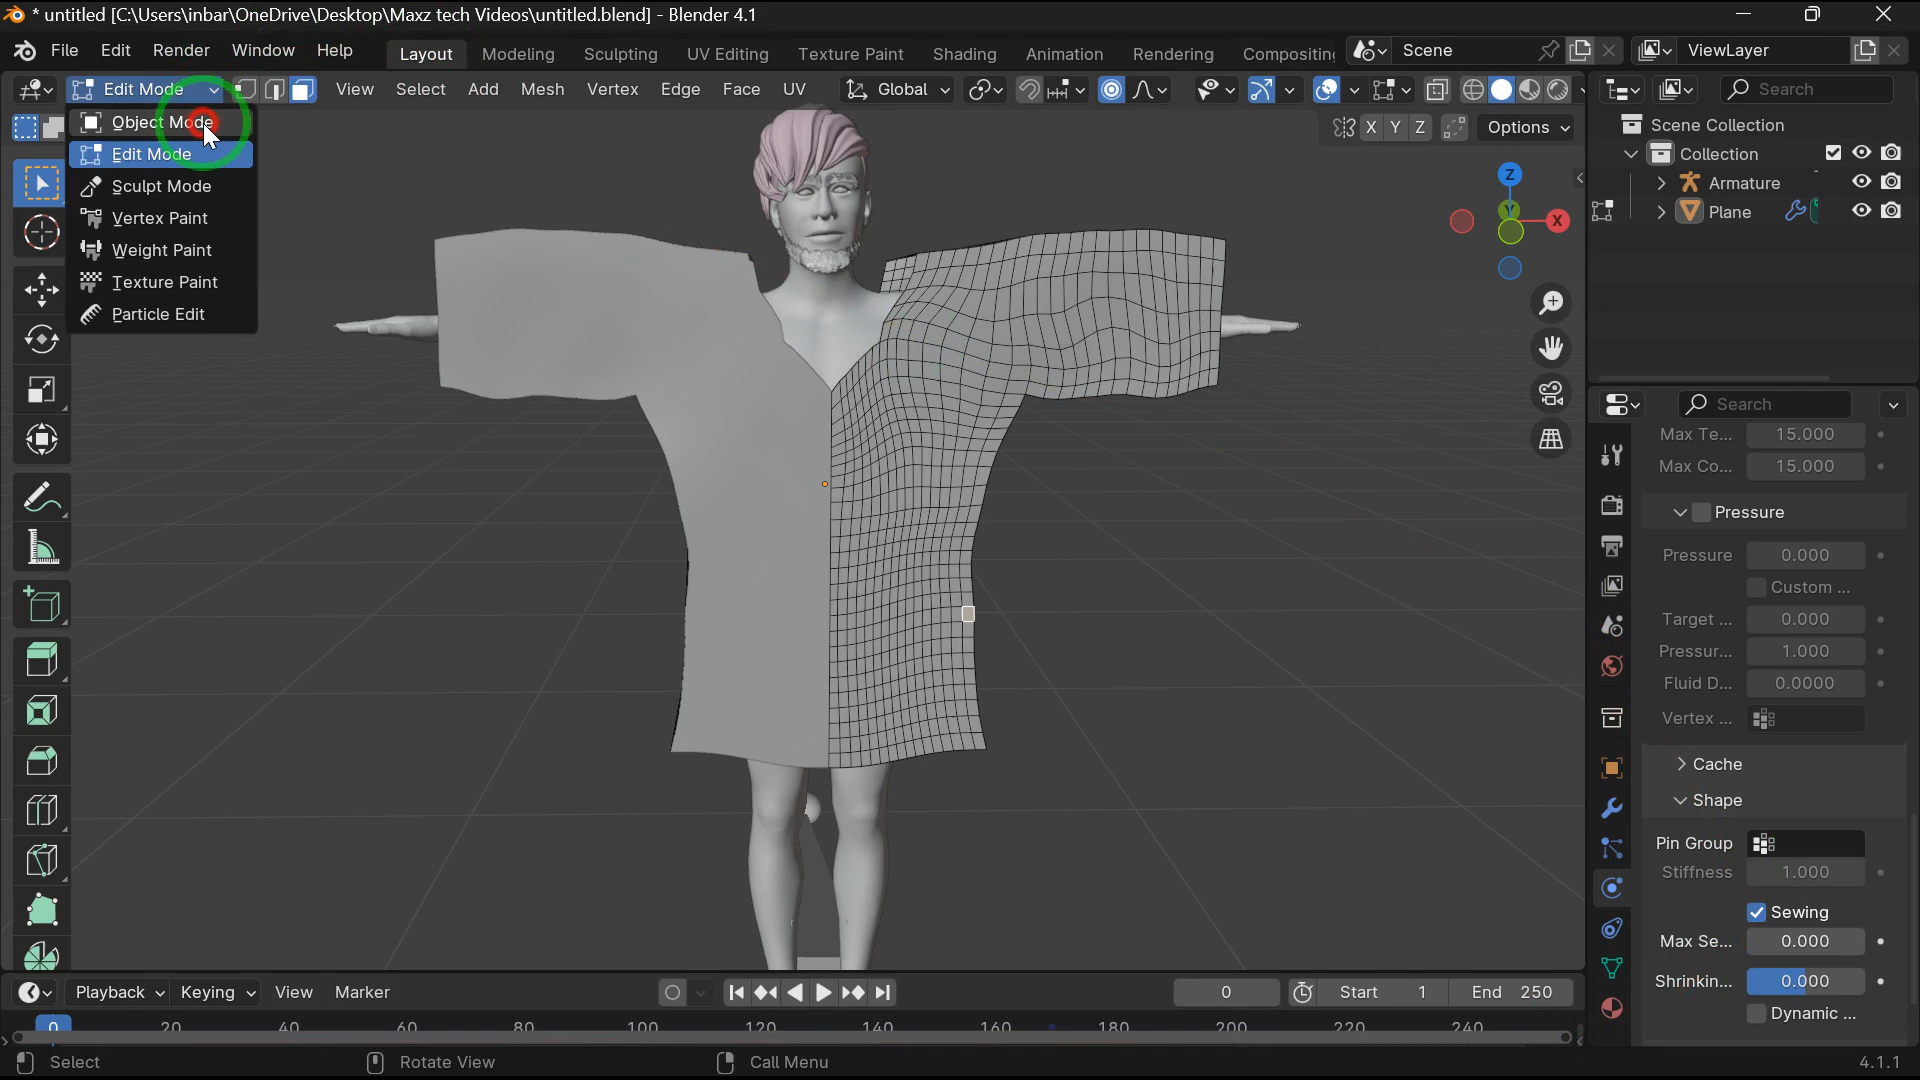 * untitled [C:\Users\inbar\OneDrive\Desktop\Maxz tech Videos\untitled.blend] - Blender 4.1
File Edit Render Window Help Layout Modeling Sculpting UV Editing Texture Paint Shading Animation Rendering Scene ViewLayer
Edit Mode View Select Add Mesh Vertex Edge Face UV Global Search
Object Mode
Edit Mode
Sculpt Mode
Vertex Paint
Weight Paint
Texture Paint
Particle Edit
X Y Z Options
Z
Y
X
Scene Collection
Collection
Armature
Plane
Search
Max Te... 15.000
Max Co... 15.000
Pressure
Pressure 0.000
Custom ...
Target ... 0.000
Pressur... 1.000
Fluid D... 0.0000
Vertex ...
Cache
Shape
Pin Group
Stiffness 1.000
Sewing
Max Se... 0.000
Shrinkin... 0.000
Dynamic ...
Playback Keying View Marker 0 Start 1 End 250
0 20 40 60 80 100 120 140 160 180 200 220 240
Select Rotate View Call Menu 4.1.1